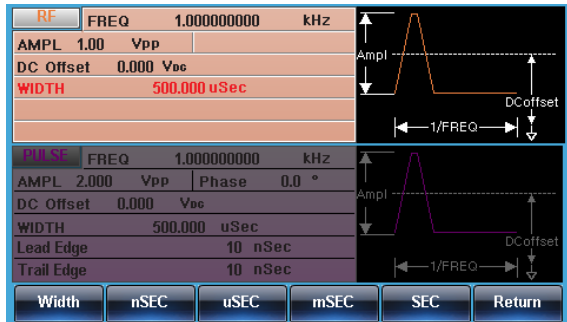 RF FREQ 1.000000000 kHz
AMPL 1.00 Vpp
DC Offset 0.000 VDC
WIDTH 500.000 uSec
Ampl
DCoffset
1/FREQ
PULSE FREQ 1.000000000 kHz
AMPL 2.000 Vpp Phase 0.0 °
DC Offset 0.000 VDC
WIDTH 500.000 uSec
Lead Edge 10 nSec
Trail Edge 10 nSec
Ampl
DCoffset
1/FREQ
Width nSEC uSEC mSEC SEC Return